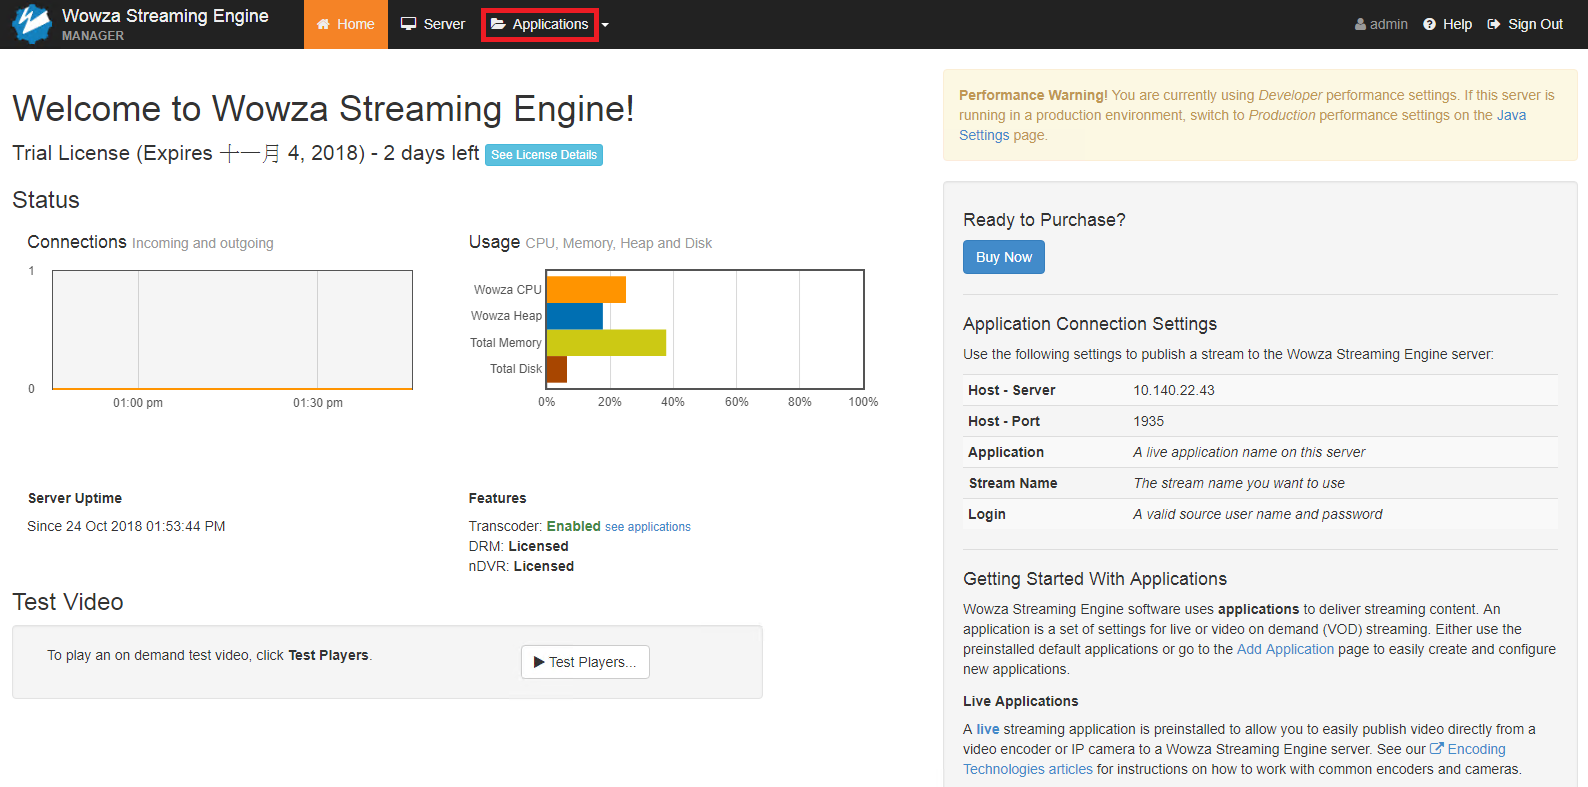 Wowza Streaming Engine
MANAGER
Home
Server
Applications
admin
Help
Sign Out
Welcome to Wowza Streaming Engine!
Trial License (Expires 十一月 4, 2018) - 2 days left See License Details
Status
Connections Incoming and outgoing
1
0
01:00 pm
01:30 pm
Usage CPU, Memory, Heap and Disk
Wowza CPU
Wowza Heap
Total Memory
Total Disk
0% 20% 40% 60% 80% 100%
Server Uptime
Since 24 Oct 2018 01:53:44 PM
Features
Transcoder: Enabled see applications
DRM: Licensed
nDVR: Licensed
Test Video
To play an on demand test video, click Test Players.
Test Players...
Performance Warning! You are currently using Developer performance settings. If this server is
running in a production environment, switch to Production performance settings on the Java
Settings page.
Ready to Purchase?
Buy Now
Application Connection Settings
Use the following settings to publish a stream to the Wowza Streaming Engine server:
Host - Server 10.140.22.43
Host - Port 1935
Application A live application name on this server
Stream Name The stream name you want to use
Login A valid source user name and password
Getting Started With Applications
Wowza Streaming Engine software uses applications to deliver streaming content. An
application is a set of settings for live or video on demand (VOD) streaming. Either use the
preinstalled default applications or go to the Add Application page to easily create and configure
new applications.
Live Applications
A live streaming application is preinstalled to allow you to easily publish video directly from a
video encoder or IP camera to a Wowza Streaming Engine server. See our Encoding
Technologies articles for instructions on how to work with common encoders and cameras.